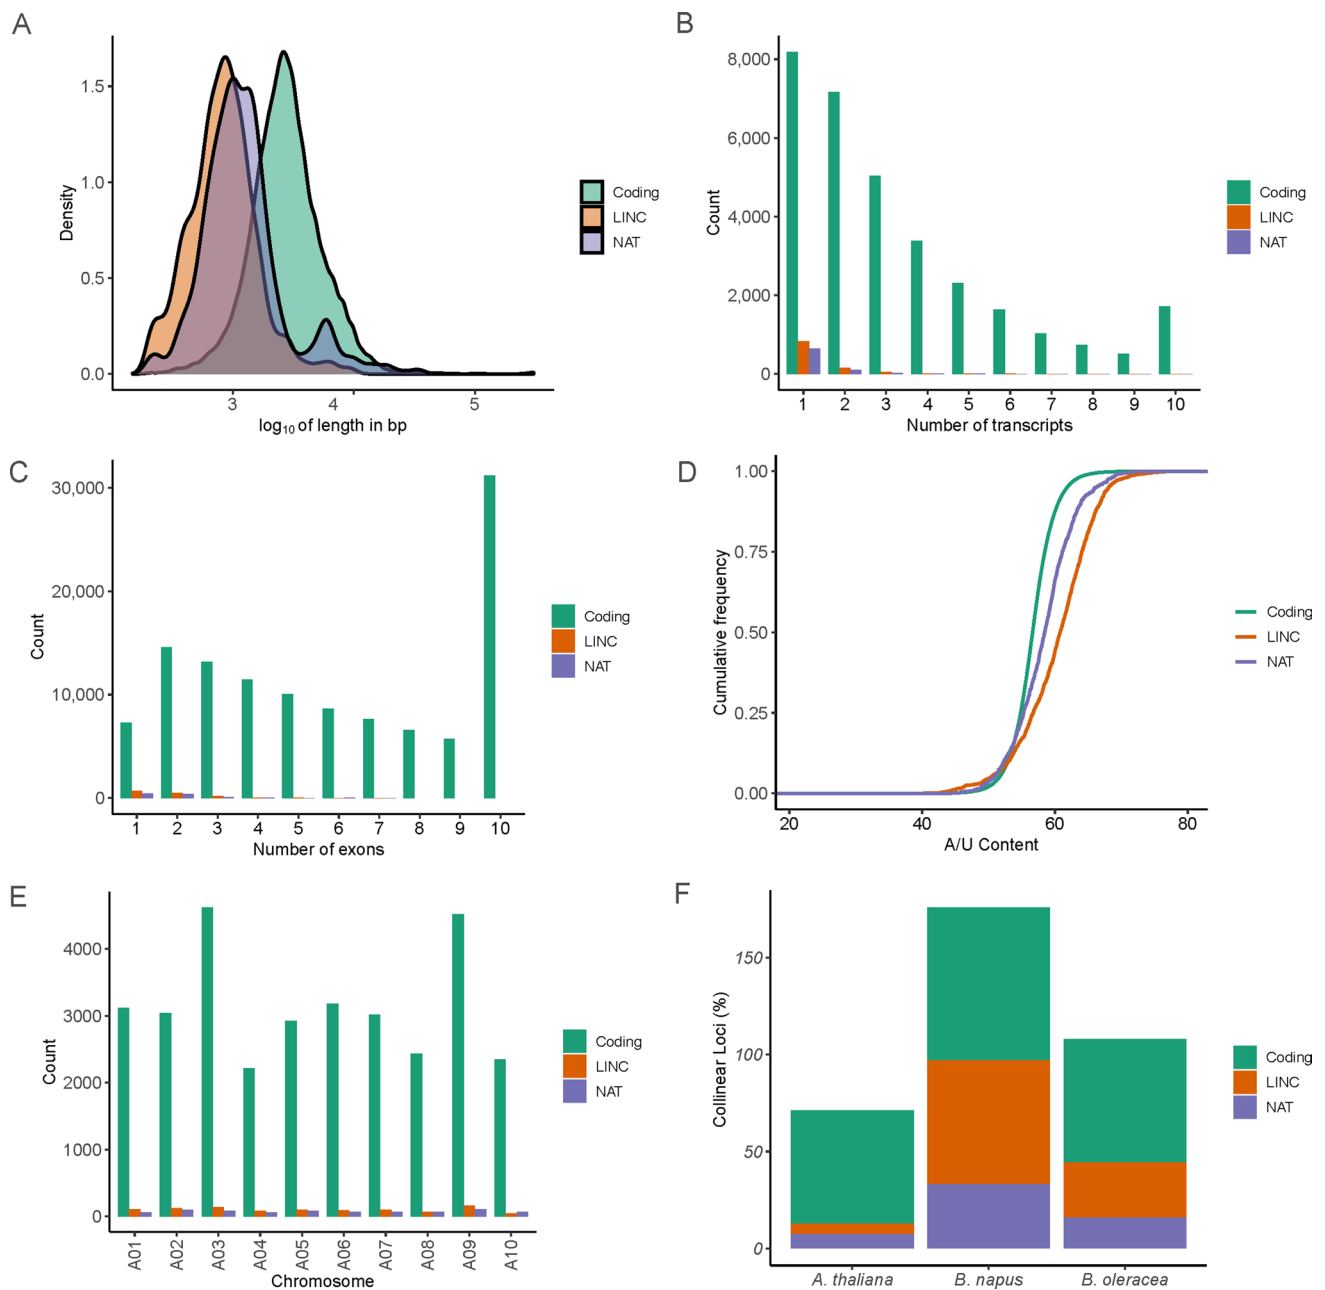 A
Density
1.5
1.0
0.5
0.0
3
4
5
log₁₀ of length in bp
Coding
LINC
NAT
B
Count
8,000
6,000
4,000
2,000
0
1
2
3
4
5
6
7
8
9
10
Number of transcripts
Coding
LINC
NAT
C
Count
30,000
20,000
10,000
0
1
2
3
4
5
6
7
8
9
10
Number of exons
Coding
LINC
NAT
D
Cumulative frequency
1.00
0.75
0.50
0.25
0.00
20
40
60
80
A/U Content
Coding
LINC
NAT
E
Count
4000
3000
2000
1000
0
A01
A02
A03
A04
A05
A06
A07
A08
A09
A10
Chromosome
Coding
LINC
NAT
F
Collinear Loci (%)
150
100
50
0
A. thaliana
B. napus
B. oleracea
Coding
LINC
NAT